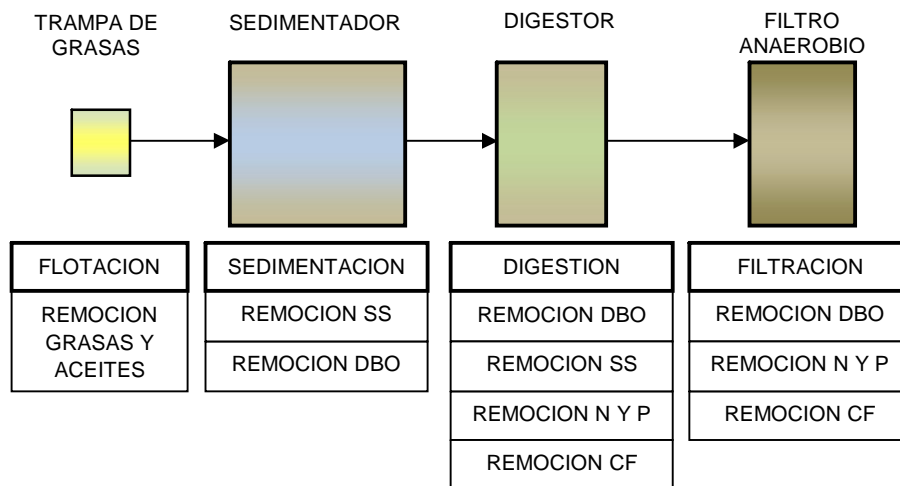 TRAMPA DE
GRASAS
SEDIMENTADOR
DIGESTOR
FILTRO
ANAEROBIO
FLOTACION
REMOCION
GRASAS Y
ACEITES
SEDIMENTACION
REMOCION SS
REMOCION DBO
DIGESTION
REMOCION DBO
REMOCION SS
REMOCION N Y P
REMOCION CF
FILTRACION
REMOCION DBO
REMOCION N Y P
REMOCION CF